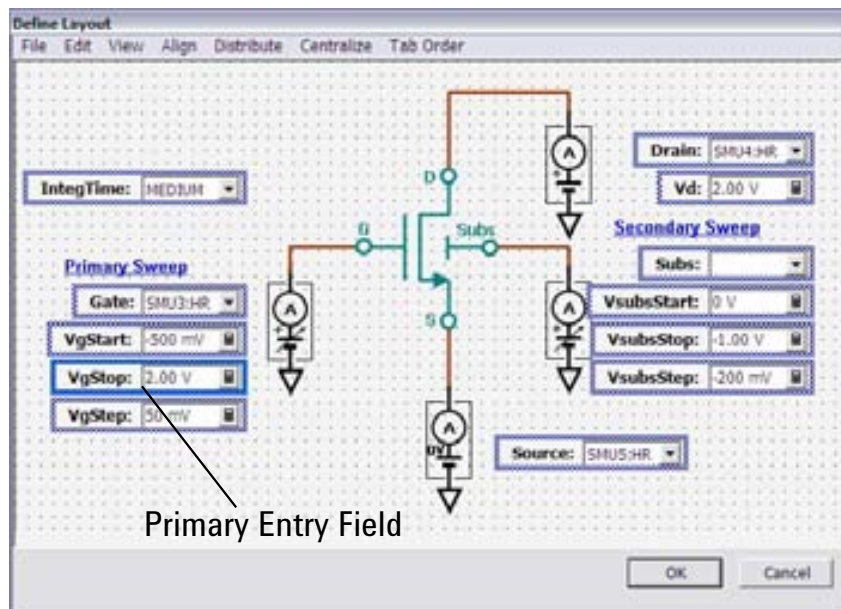 Define Layout
File Edit View Align Distribute Centralize Tab Order
A
Drain: SMU4:HR
D
Vd: 2.00 V
IntegTime: MEDIUM
G
Subs
Secondary Sweep
Primary Sweep
Subs:
Gate: SMU3:HR
A
A
VsubsStart: 0 V
VgStart: -500 mV
S
VsubsStop: -1.00 V
VgStop: 2.00 V
VsubsStep: -200 mV
VgStep: 50 mV
A
0V
Source: SMU5:HR
Primary Entry Field
OK Cancel